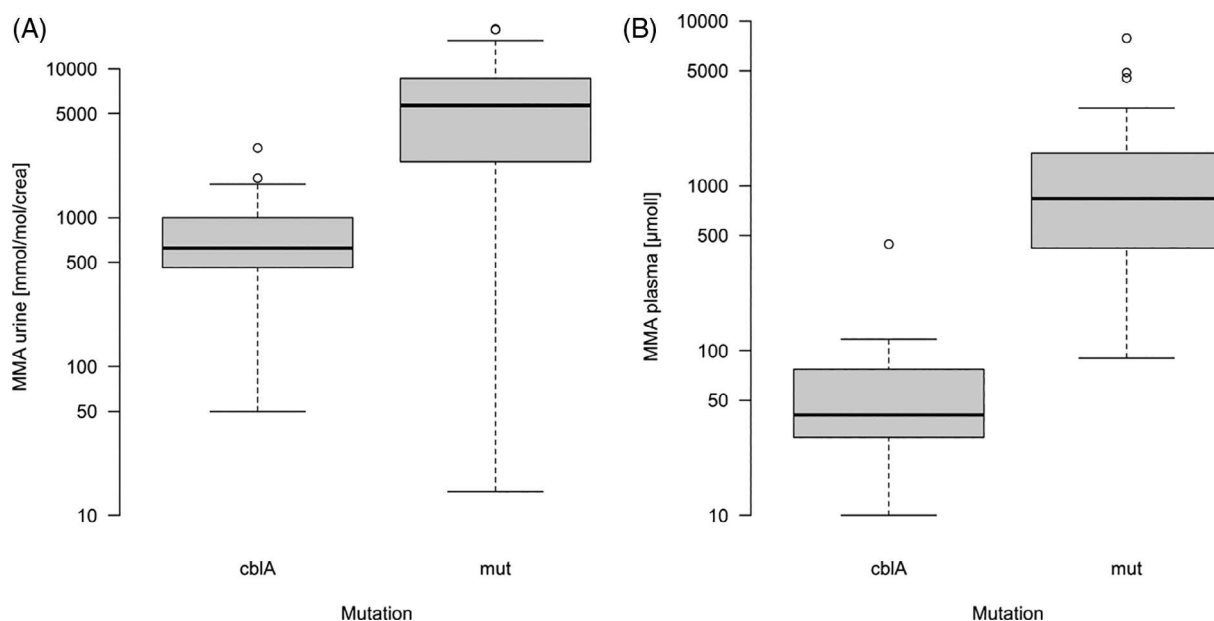 (A)
MMA urine [mmol/mol/crea]
10000
5000
1000
500
100
50
10
cblA mut
Mutation
(B)
MMA plasma [µmoll]
10000
5000
1000
500
100
50
10
cblA mut
Mutation